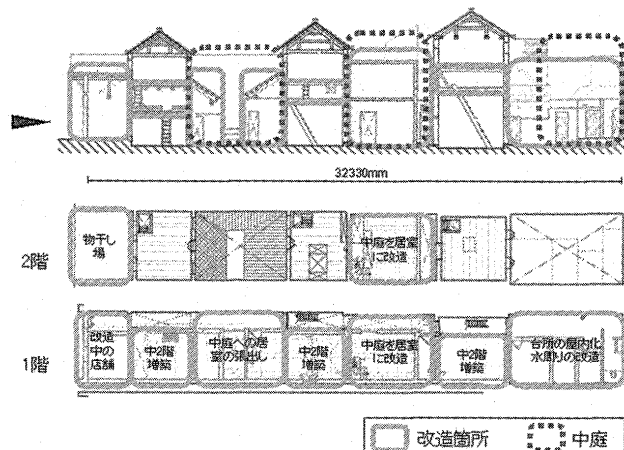 32330mm
2階
物干し
場
中庭を居室
に改造
1階
改造
中の
店舗
中2階
増築
中庭への居
室の張出し
中2階
増築
中庭を居室
に改造
中2階
増築
台所の屋内化
水周りの改造
改造箇所
中庭